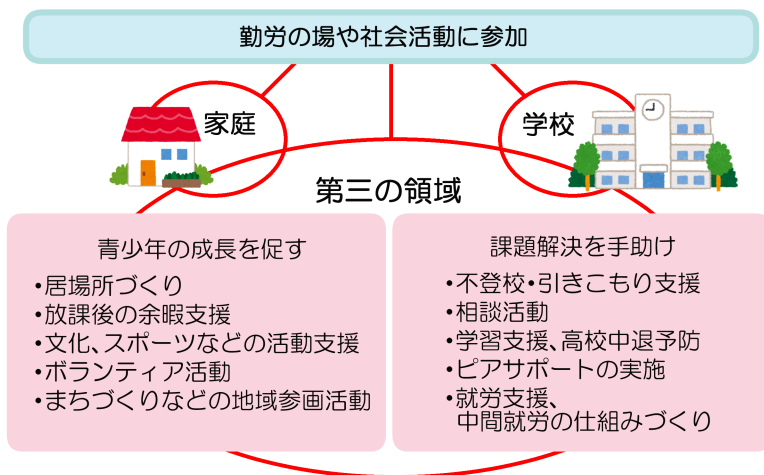 勤労の場や社会活動に参加
家庭
学校
第三の領域
青少年の成長を促す
・居場所づくり
・放課後の余暇支援
・文化、スポーツなどの活動支援
・ボランティア活動
・まちづくりなどの地域参画活動
課題解決を手助け
・不登校・引きこもり支援
・相談活動
・学習支援、高校中退予防
・ピアサポートの実施
・就労支援、
中間就労の仕組みづくり